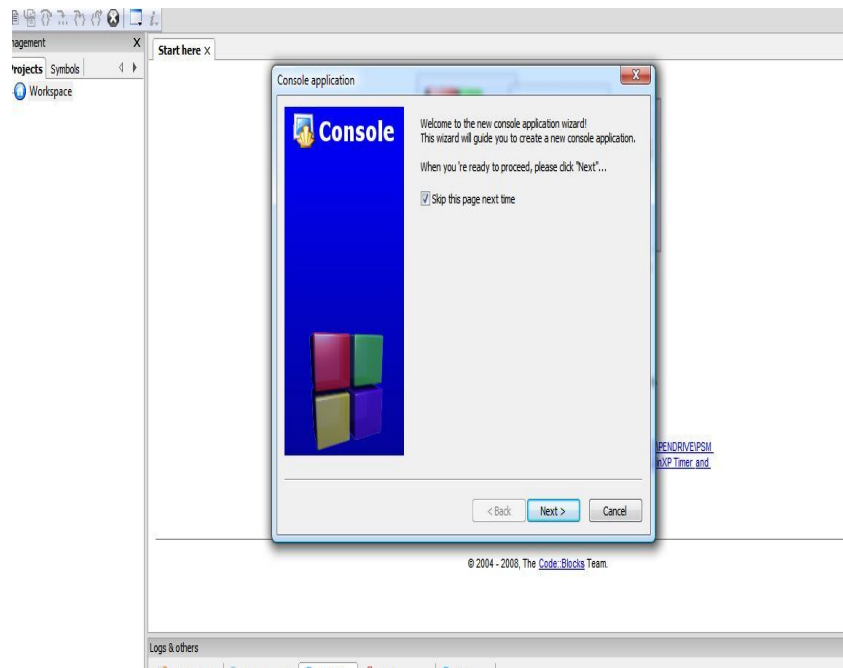 nagement X
Projects Symbols
Workspace
Start here X
Console application
Console
Welcome to the new console application wizard!
This wizard will guide you to create a new console application.
When you 're ready to proceed, please click "Next"...
Skip this page next time
\PENDRIVE\PSM
nXP Timer and
< Back Next > Cancel
© 2004 - 2008, The Code::Blocks Team.
Logs & others